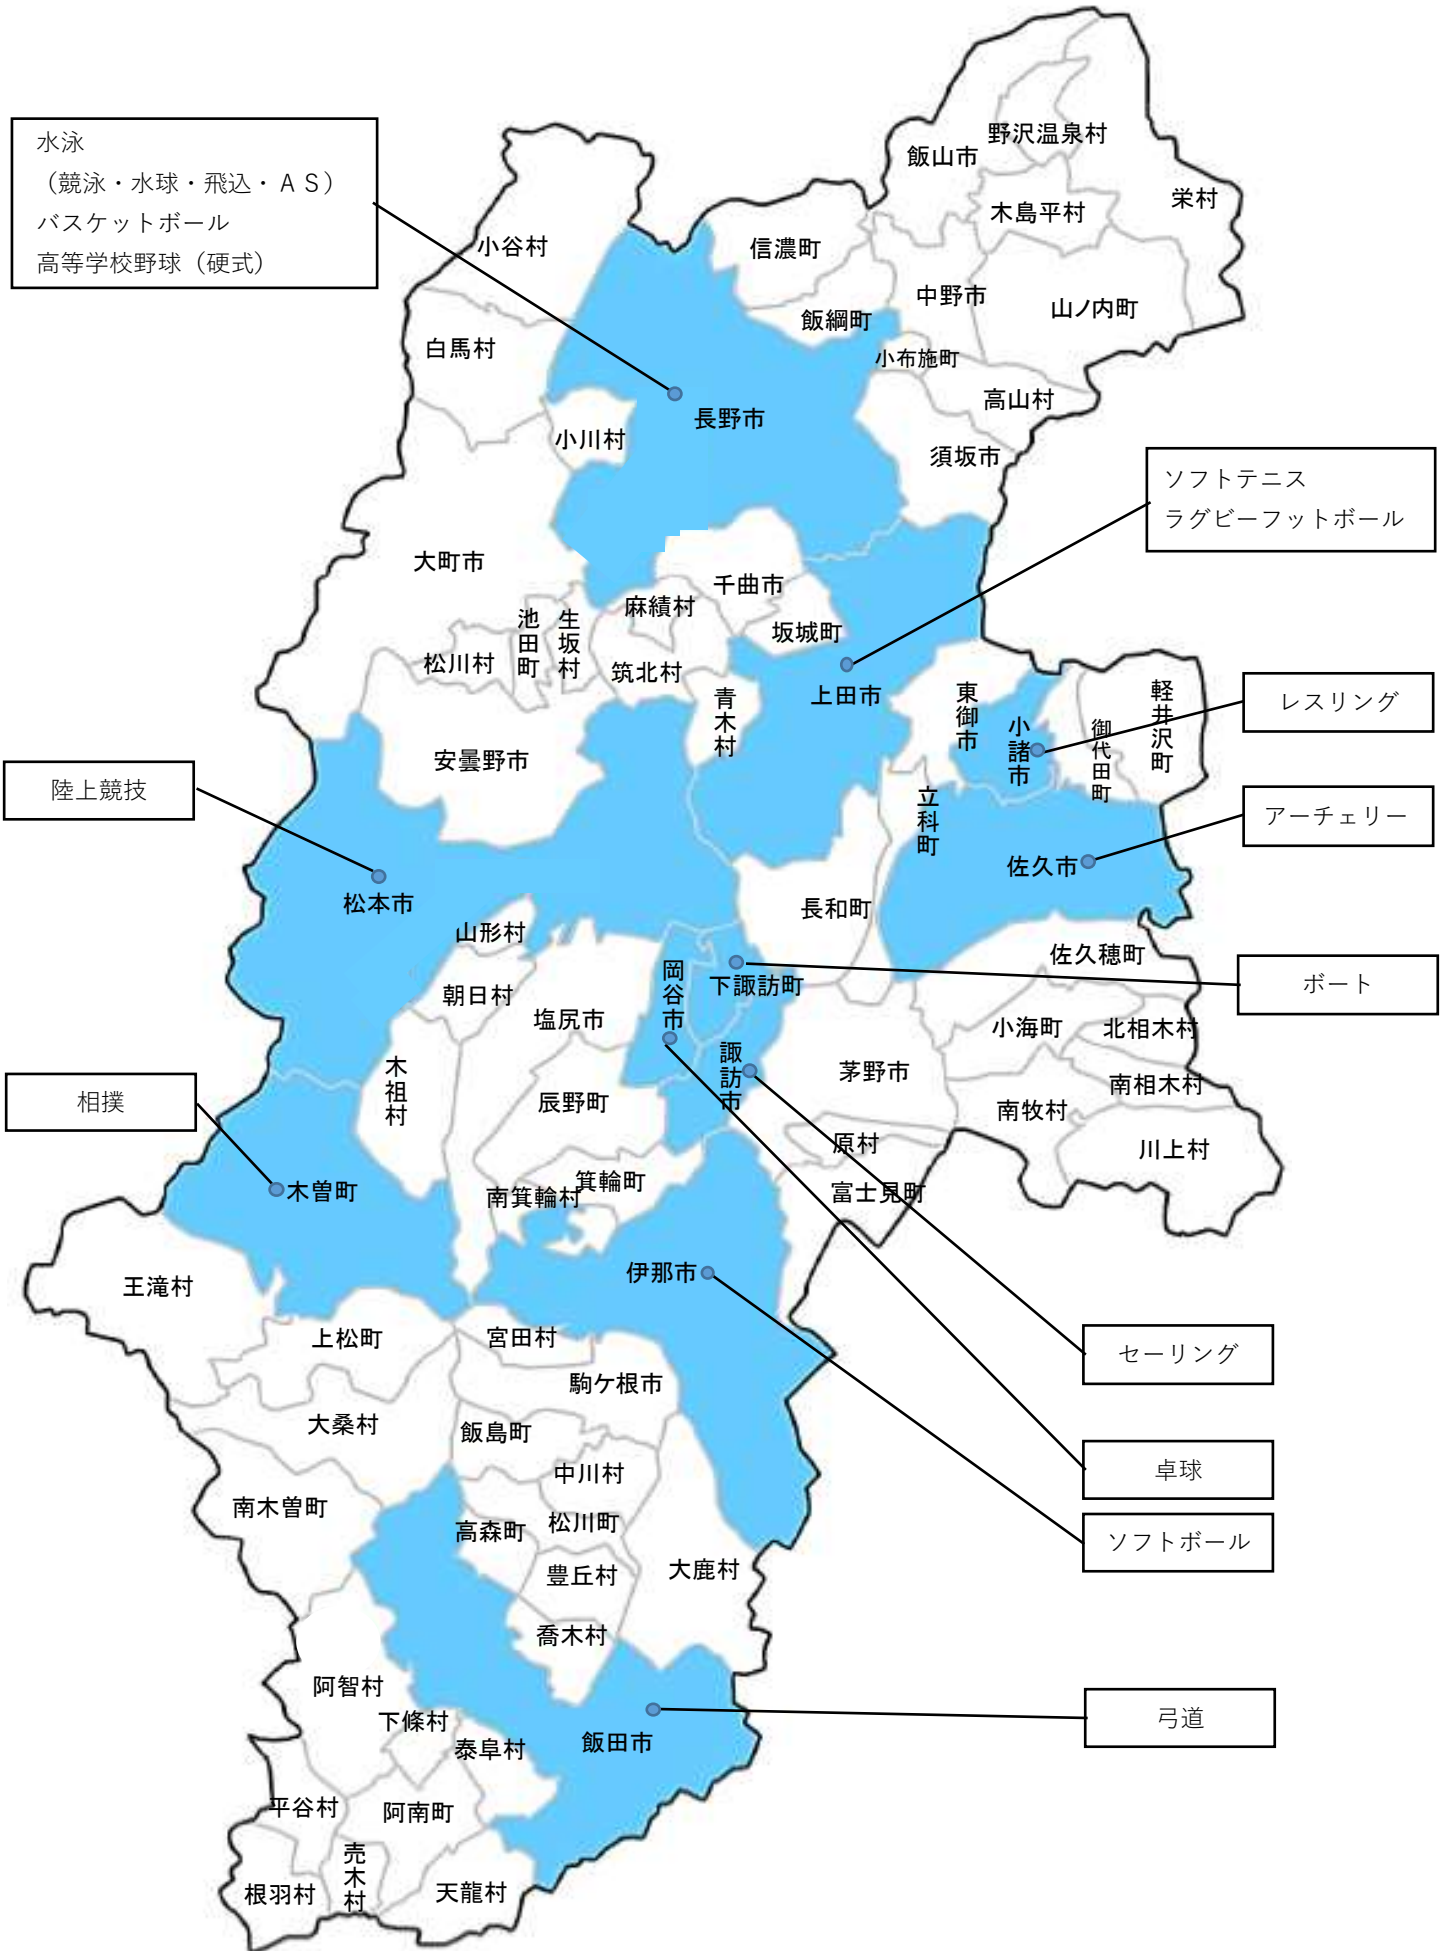 水泳
（競泳・水球・飛込・ＡＳ）
バスケットボール
高等学校野球（硬式）
ソフトテニス
ラグビーフットボール
レスリング
アーチェリー
ボート
陸上競技
相撲
セーリング
卓球
ソフトボール
弓道
栄村
野沢温泉村
飯山市
木島平村
小谷村
信濃町
中野市
山ノ内町
飯綱町
白馬村
小布施町
高山村
長野市
小川村
須坂市
大町市
千曲市
麻績村
坂城町
池田町
生坂村
松川村
筑北村
青木村
上田市
東御市
小諸市
軽井沢町
御代田町
安曇野市
立科町
佐久市
松本市
長和町
山形村
佐久穂町
朝日村
岡谷市
下諏訪町
塩尻市
小海町
北相木村
木祖村
諏訪市
茅野市
南相木村
辰野町
南牧村
原村
川上村
木曽町
南箕輪村
箕輪町
富士見町
伊那市
王滝村
上松町
宮田村
駒ケ根市
大桑村
飯島町
中川村
南木曽町
高森町
松川町
豊丘村
大鹿村
喬木村
阿智村
下條村
泰阜村
飯田市
平谷村
阿南町
売木村
根羽村
天龍村